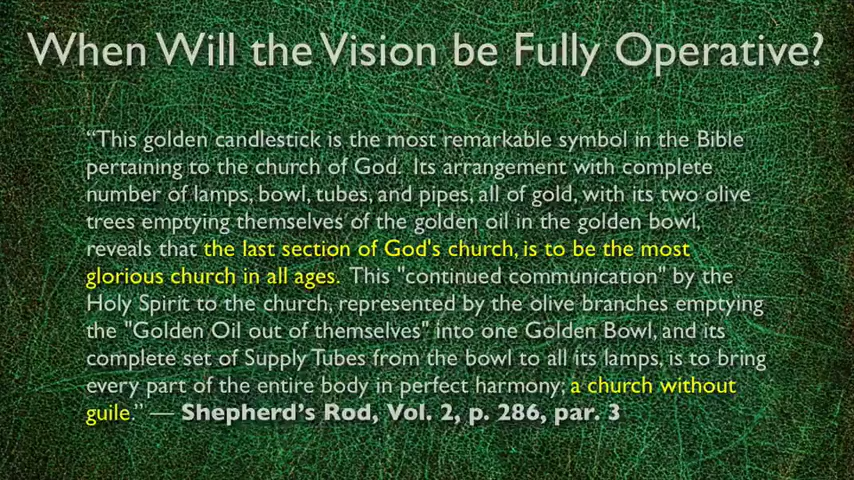 When Will the Vision be Fully Operative?
“This golden candlestick is the most remarkable symbol in the Bible
pertaining to the church of God.  Its arrangement with complete
number of lamps, bowl, tubes, and pipes, all of gold, with its two olive
trees emptying themselves of the golden oil in the golden bowl,
reveals that the last section of God's church, is to be the most
glorious church in all ages.  This "continued communication" by the
Holy Spirit to the church, represented by the olive branches emptying
the "Golden Oil out of themselves" into one Golden Bowl, and its
complete set of Supply Tubes from the bowl to all its lamps, is to bring
every part of the entire body in perfect harmony; a church without
guile.” — Shepherd’s Rod, Vol. 2, p. 286, par. 3